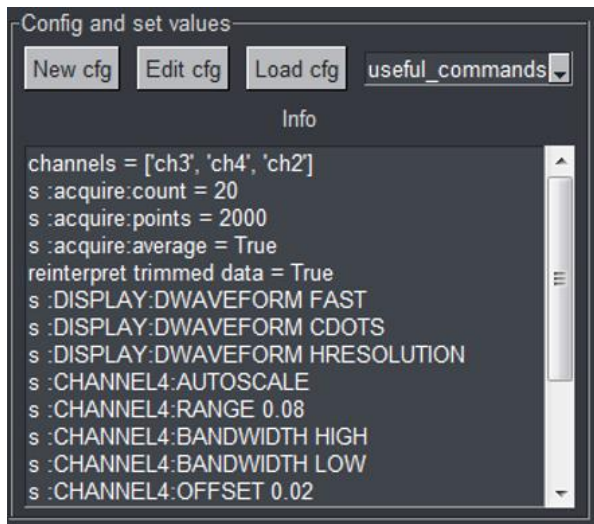 Config and set values
New cfg Edit cfg Load cfg useful_commands
Info
channels = ['ch3', 'ch4', 'ch2']
s :acquire:count = 20
s :acquire:points = 2000
s :acquire:average = True
reinterpret trimmed data = True
s :DISPLAY:DWAVEFORM FAST
s :DISPLAY:DWAVEFORM CDOTS
s :DISPLAY:DWAVEFORM HRESOLUTION
s :CHANNEL4:AUTOSCALE
s :CHANNEL4:RANGE 0.08
s :CHANNEL4:BANDWIDTH HIGH
s :CHANNEL4:BANDWIDTH LOW
s :CHANNEL4:OFFSET 0.02